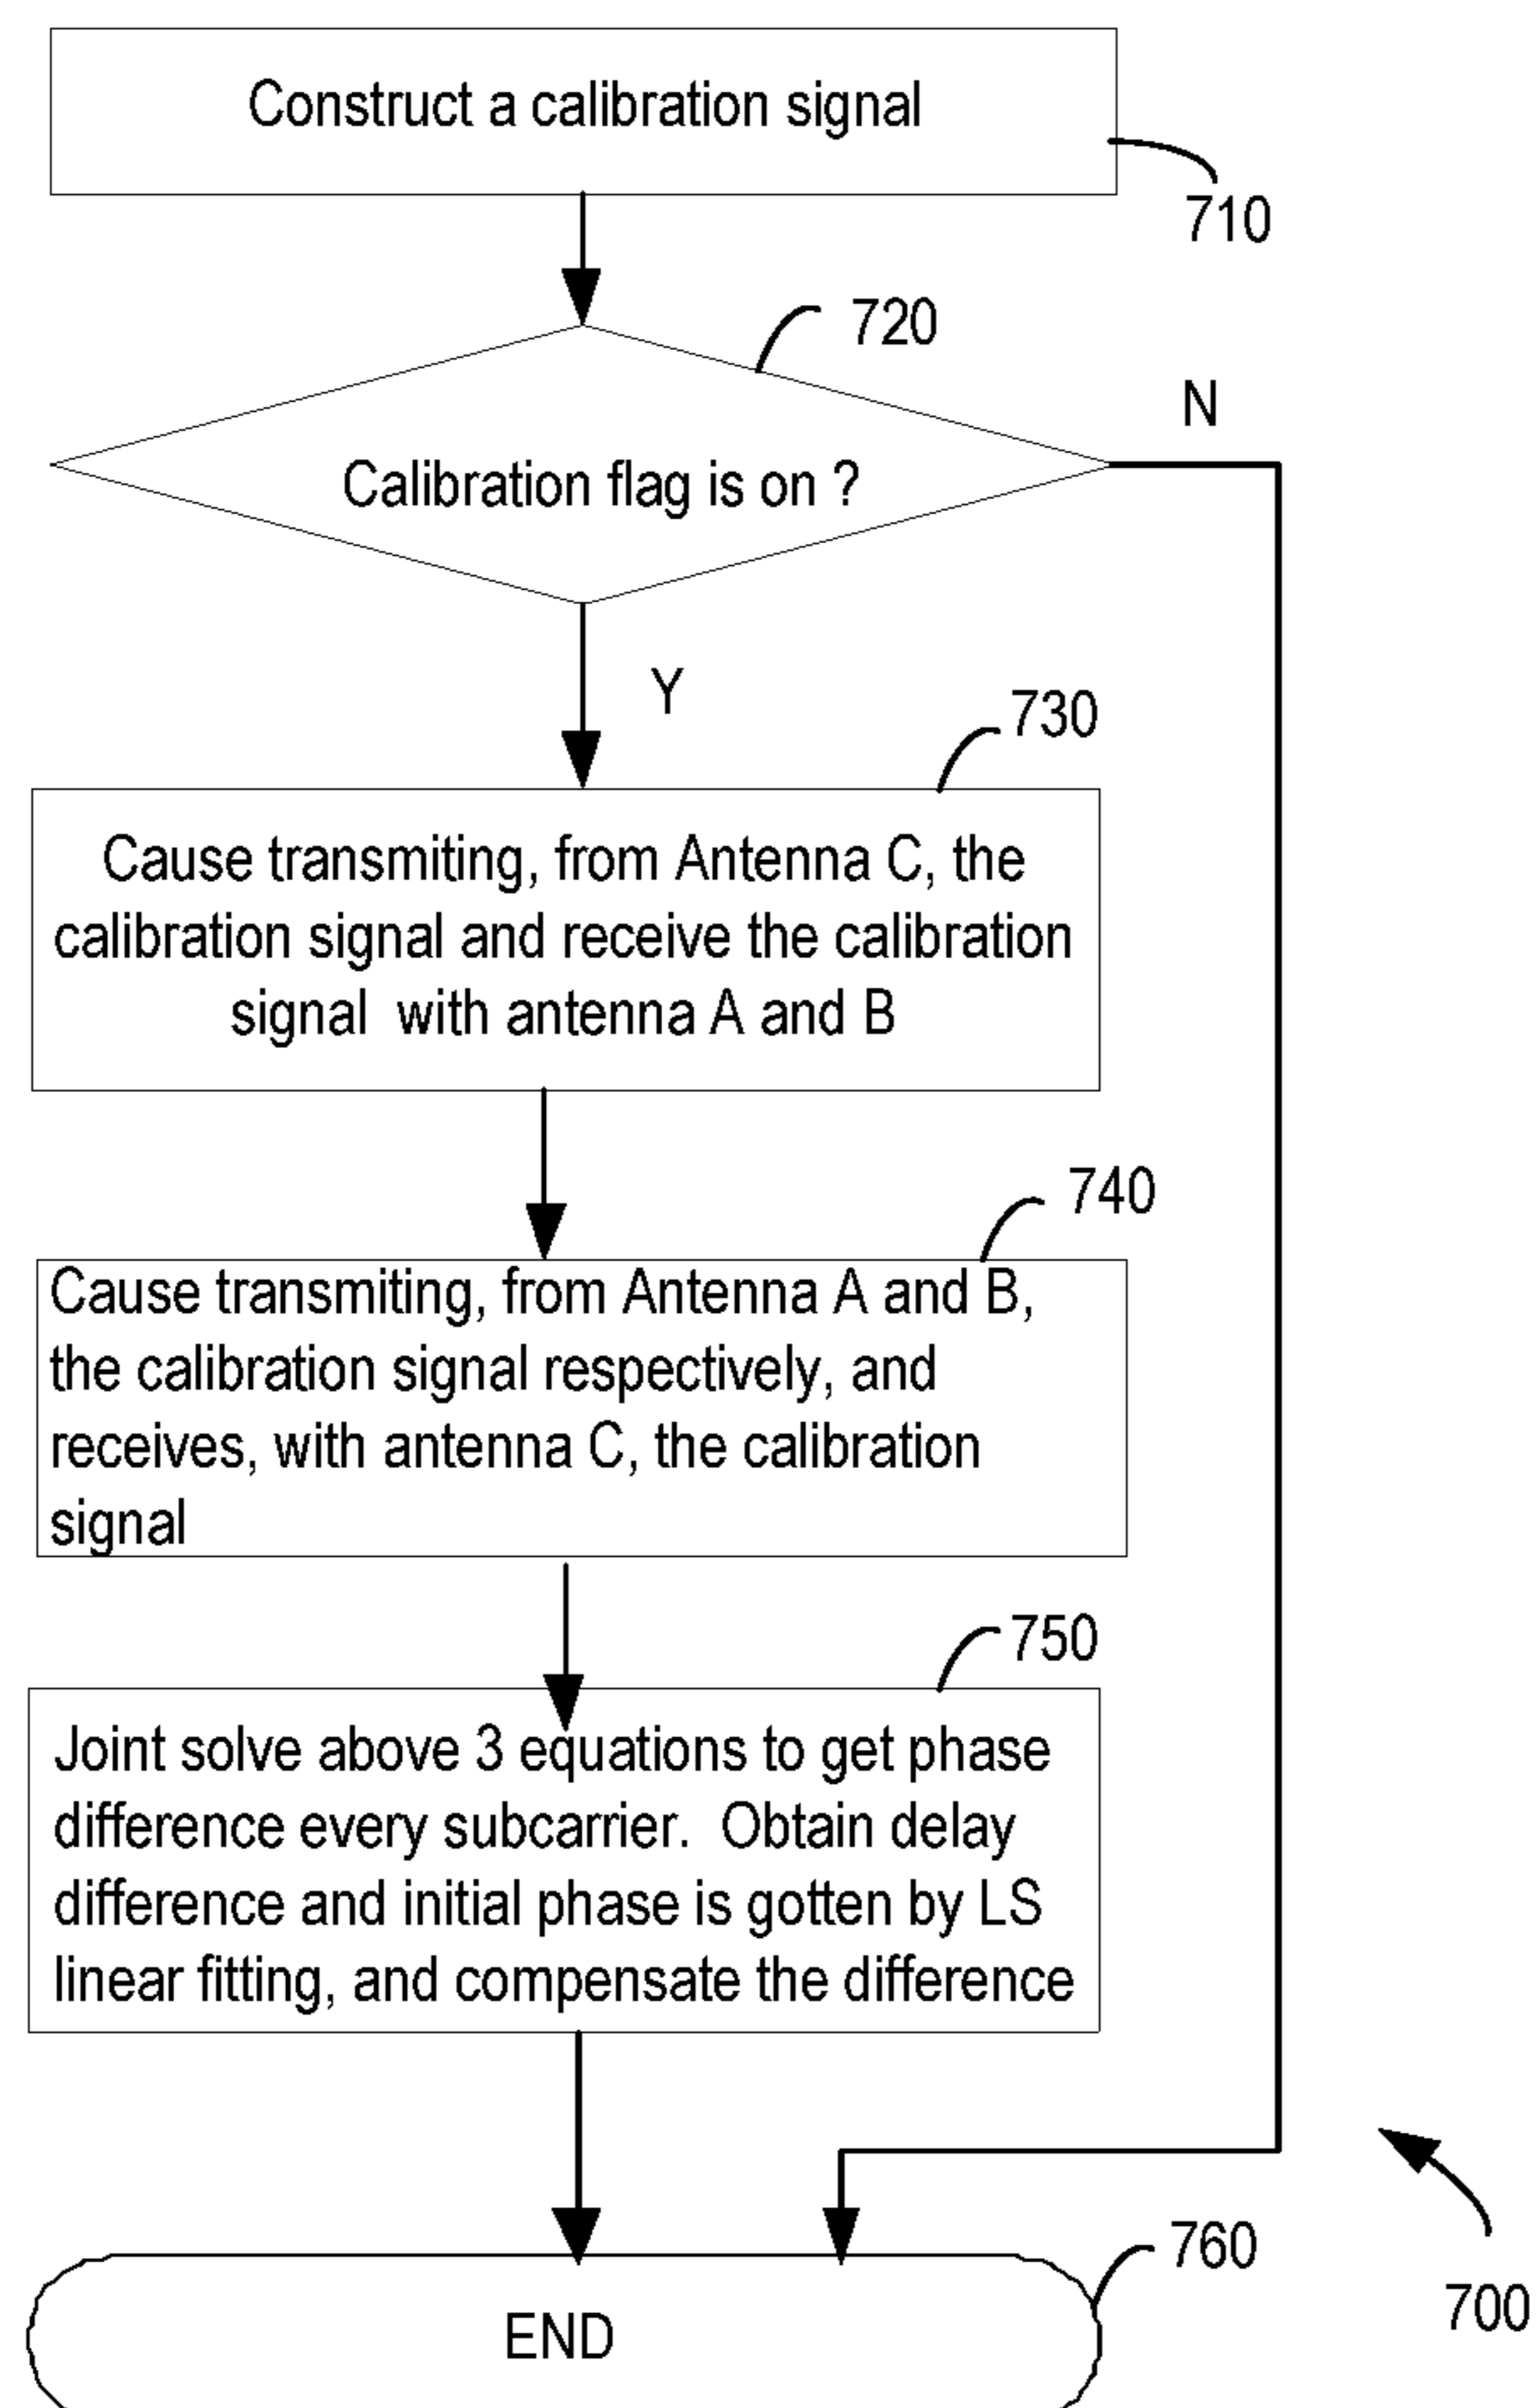 Construct a calibration signal
710
720
N
Calibration flag is on ?
Y
730
Cause transmiting, from Antenna C, the
calibration signal and receive the calibration
signal with antenna A and B
740
Cause transmiting, from Antenna A and B,
the calibration signal respectively, and
receives, with antenna C, the calibration
signal
750
Joint solve above 3 equations to get phase
difference every subcarrier. Obtain delay
difference and initial phase is gotten by LS
linear fitting, and compensate the difference
760
700
END